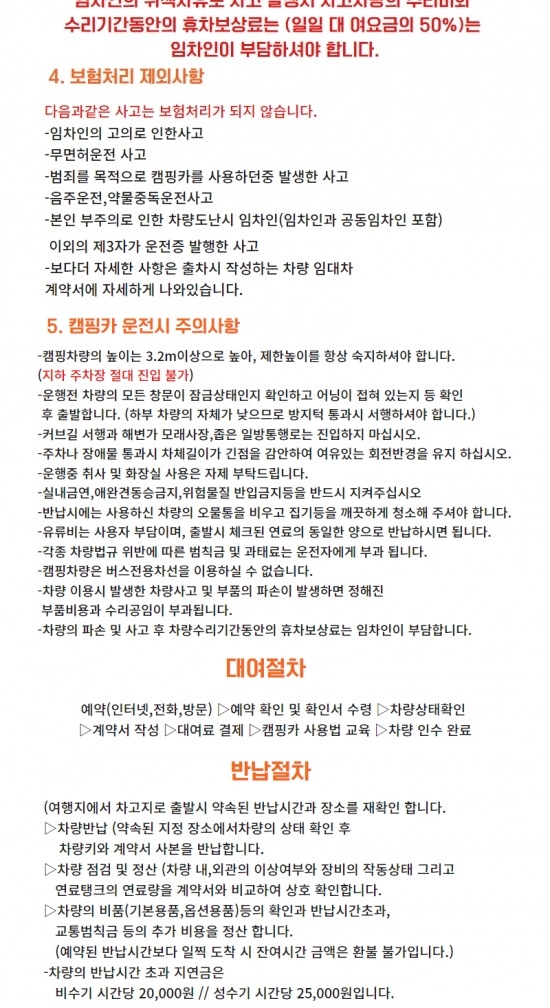 임차인의 귀책사유로 사고 발생시 사고차량의 수리비와
수리기간동안의 휴차보상료는 (일일 대 여요금의 50%)는
임차인이 부담하셔야 합니다.
4. 보험처리 제외사항
다음과같은 사고는 보험처리가 되지 않습니다.
-임차인의 고의로 인한사고
-무면허운전 사고
-범죄를 목적으로 캠핑카를 사용하던중 발생한 사고
-음주운전,약물중독운전사고
-본인 부주의로 인한 차량도난시 임차인(임차인과 공동임차인 포함)
이외의 제3자가 운전증 발행한 사고
-보다더 자세한 사항은 출차시 작성하는 차량 임대차
계약서에 자세하게 나와있습니다.
5. 캠핑카 운전시 주의사항
-캠핑차량의 높이는 3.2m이상으로 높아, 제한높이를 항상 숙지하셔야 합니다.
(지하 주차장 절대 진입 불가)
-운행전 차량의 모든 창문이 잠금상태인지 확인하고 어닝이 접혀 있는지 등 확인
후 출발합니다. (하부 차량의 자체가 낮으므로 방지턱 통과시 서행하셔야 합니다.)
-커브길 서행과 해변가 모래사장,좁은 일방통행로는 진입하지 마십시오.
-주차나 장애물 통과시 차체길이가 긴점을 감안하여 여유있는 회전반경을 유지 하십시오.
-운행중 취사 및 화장실 사용은 자제 부탁드립니다.
-실내금연,애완견동승금지,위험물질 반입금지등을 반드시 지켜주십시오
-반납시에는 사용하신 차량의 오물통을 비우고 집기등을 깨끗하게 청소해 주셔야 합니다.
-유류비는 사용자 부담이며, 출발시 체크된 연료의 동일한 양으로 반납하시면 됩니다.
-각종 차량법규 위반에 따른 범칙금 및 과태료는 운전자에게 부과 됩니다.
-캠핑차량은 버스전용차선을 이용하실 수 없습니다.
-차량 이용시 발생한 차량사고 및 부품의 파손이 발생하면 정해진
부품비용과 수리공임이 부과됩니다.
-차량의 파손 및 사고 후 차량수리기간동안의 휴차보상료는 임차인이 부담합니다.
대여절차
예약(인터넷,전화,방문) ▷예약 확인 및 확인서 수령 ▷차량상태확인
▷계약서 작성 ▷대여료 결제 ▷캠핑카 사용법 교육 ▷차량 인수 완료
반납절차
(여행지에서 차고지로 출발시 약속된 반납시간과 장소를 재확인 합니다.
▷차량반납 (약속된 지정 장소에서차량의 상태 확인 후
차량키와 계약서 사본을 반납합니다.
▷차량 점검 및 정산 (차량 내,외관의 이상여부와 장비의 작동상태 그리고
연료탱크의 연료량을 계약서와 비교하여 상호 확인합니다.
▷차량의 비품(기본용품,옵션용품)등의 확인과 반납시간초과,
교통범칙금 등의 추가 비용을 정산 합니다.
(예약된 반납시간보다 일찍 도착 시 잔여시간 금액은 환불 불가입니다.)
-차량의 반납시간 초과 지연금은
비수기 시간당 20,000원 // 성수기 시간당 25,000원입니다.